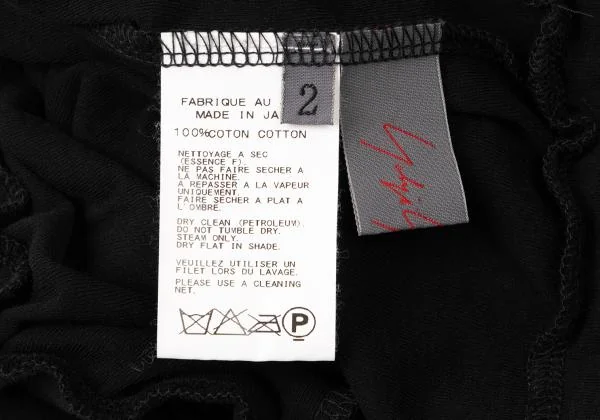 FABRIQUE AU
MADE IN JA
2
100%COTON COTTON
NETTOYAGE A SEC
(ESSENCE F).
NE PAS FAIRE SECHER A
LA MACHINE.
A REPASSER A LA VAPEUR
UNIQUEMENT.
FAIRE SECHER A PLAT A
L'OMBRE.
DRY CLEAN (PETROLEUM).
DO NOT TUMBLE DRY.
STEAM ONLY.
DRY FLAT IN SHADE.
VEUILLEZ UTILISER UN
FILET LORS DU LAVAGE.
PLEASE USE A CLEANING
NET.
P